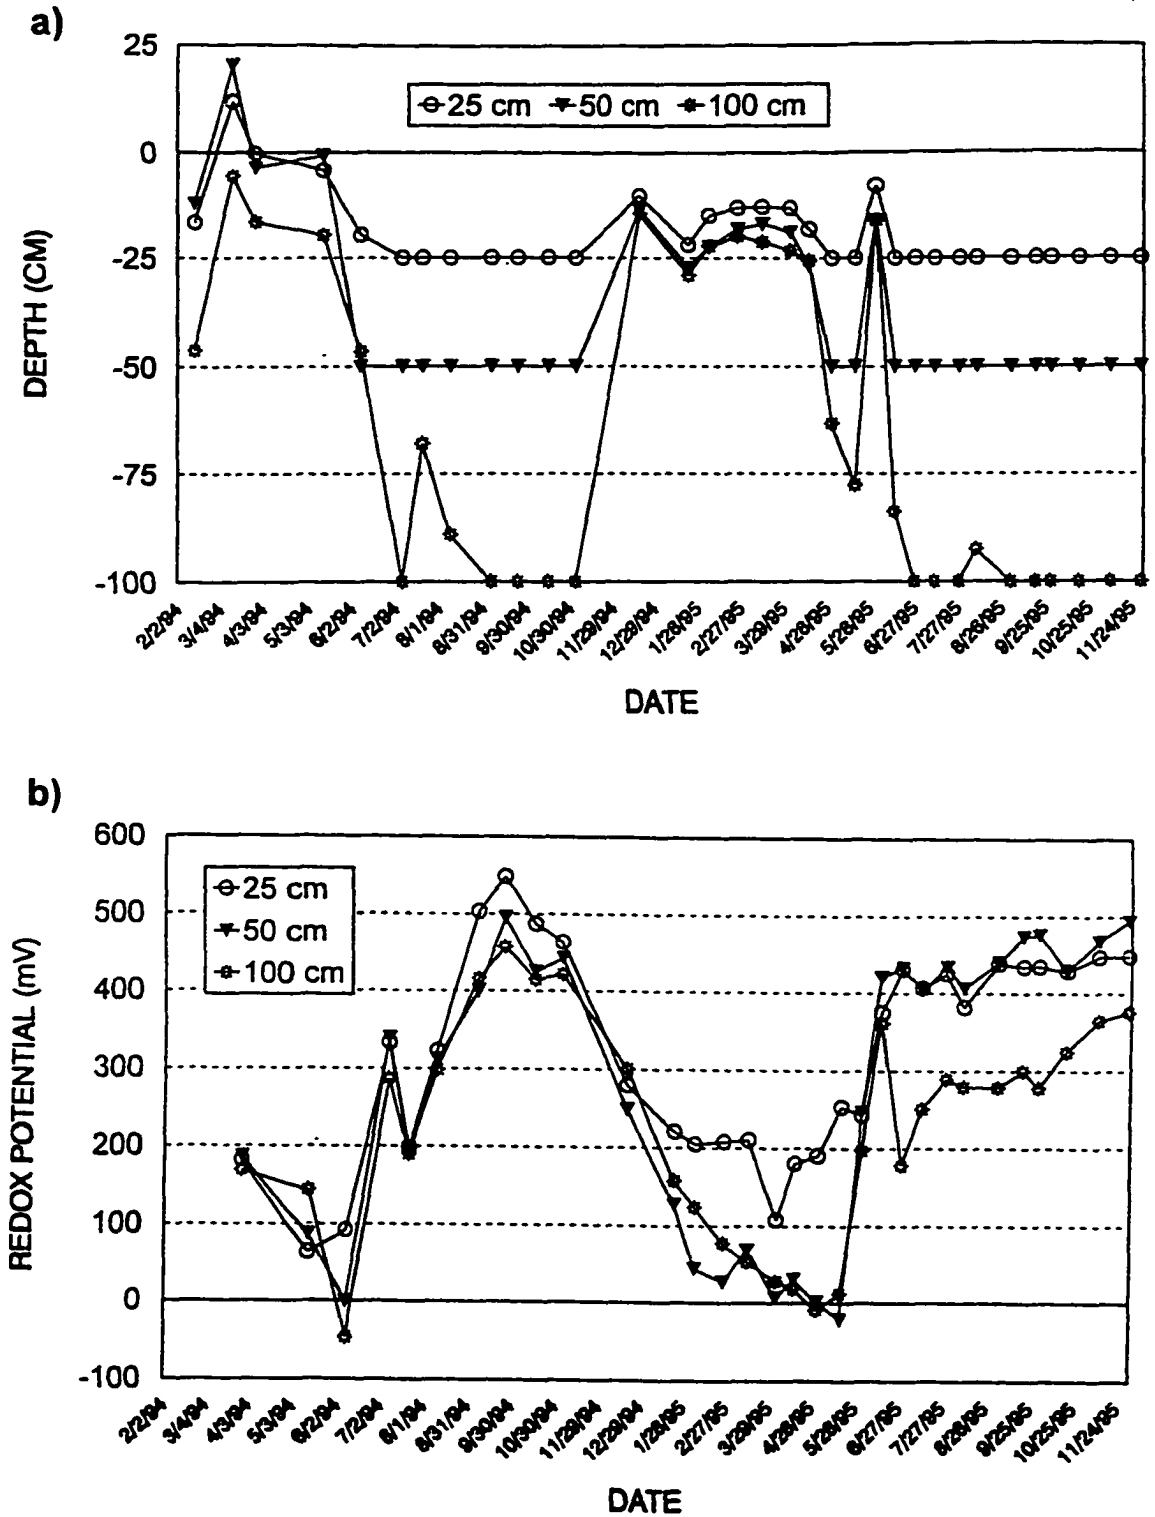 a)
25
0
-25
-50
-75
-100
DEPTH (CM)
25 cm 50 cm 100 cm
2/2/94 3/4/94 4/3/94 5/3/94 6/2/94 7/2/94 8/1/94 8/31/94 9/30/94 10/30/94 11/29/94 12/29/94 1/28/95 2/27/95 3/29/95 4/28/95 5/28/95 6/27/95 7/27/95 8/26/95 9/25/95 10/25/95 11/24/95
DATE
b)
600
500
400
300
200
100
0
-100
REDOX POTENTIAL (mV)
25 cm
50 cm
100 cm
2/2/94 3/4/94 4/3/94 5/3/94 6/2/94 7/2/94 8/1/94 8/31/94 9/30/94 10/30/94 11/29/94 12/29/94 1/28/95 2/27/95 3/29/95 4/28/95 5/28/95 6/27/95 7/27/95 8/26/95 9/25/95 10/25/95 11/24/95
DATE